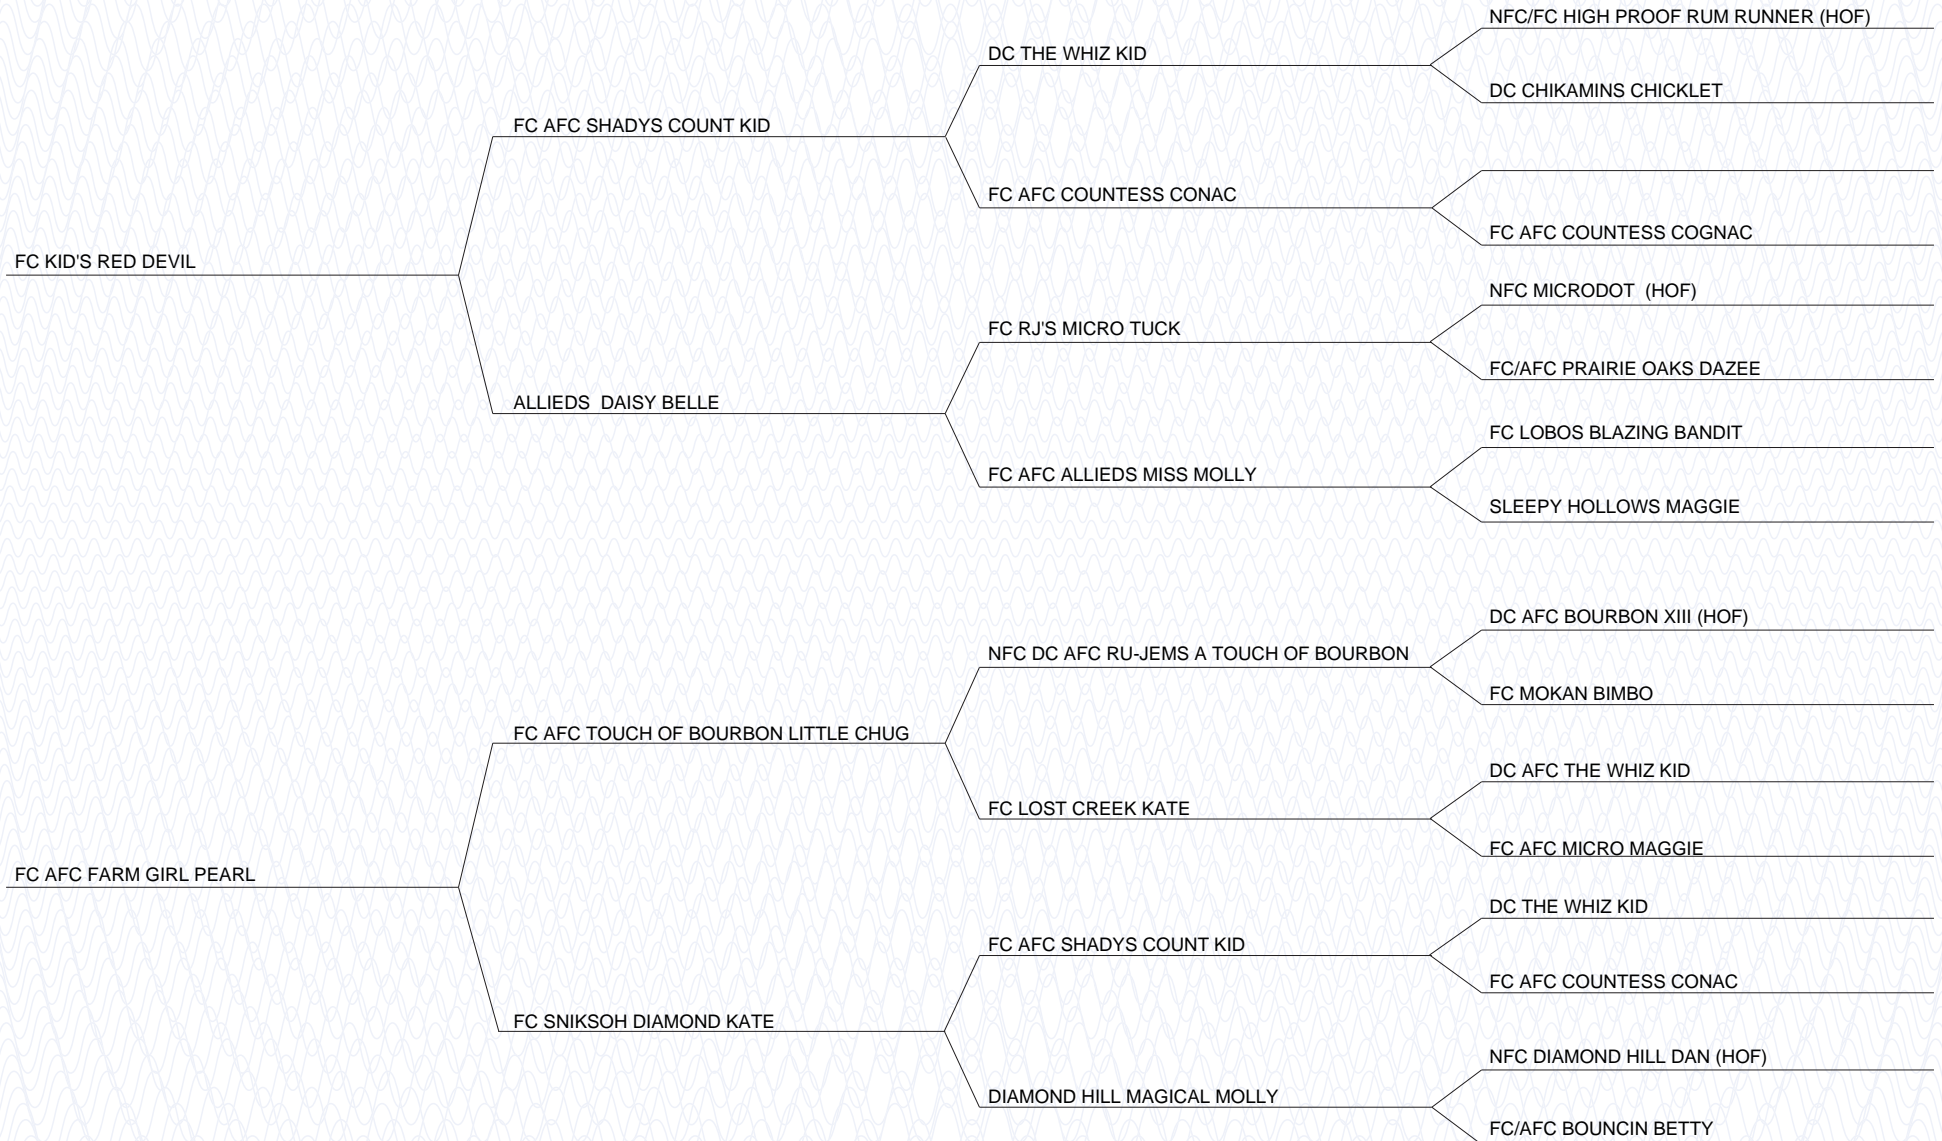 NFC/FC HIGH PROOF RUM RUNNER (HOF)
DC THE WHIZ KID
DC CHIKAMINS CHICKLET
FC AFC SHADYS COUNT KID
FC AFC COUNTESS CONAC
FC AFC COUNTESS COGNAC
FC KID'S RED DEVIL
NFC MICRODOT  (HOF)
FC RJ'S MICRO TUCK
FC/AFC PRAIRIE OAKS DAZEE
ALLIEDS  DAISY BELLE
FC LOBOS BLAZING BANDIT
FC AFC ALLIEDS MISS MOLLY
SLEEPY HOLLOWS MAGGIE
DC AFC BOURBON XIII (HOF)
NFC DC AFC RU-JEMS A TOUCH OF BOURBON
FC MOKAN BIMBO
FC AFC TOUCH OF BOURBON LITTLE CHUG
DC AFC THE WHIZ KID
FC LOST CREEK KATE
FC AFC MICRO MAGGIE
FC AFC FARM GIRL PEARL
DC THE WHIZ KID
FC AFC SHADYS COUNT KID
FC AFC COUNTESS CONAC
FC SNIKSOH DIAMOND KATE
NFC DIAMOND HILL DAN (HOF)
DIAMOND HILL MAGICAL MOLLY
FC/AFC BOUNCIN BETTY